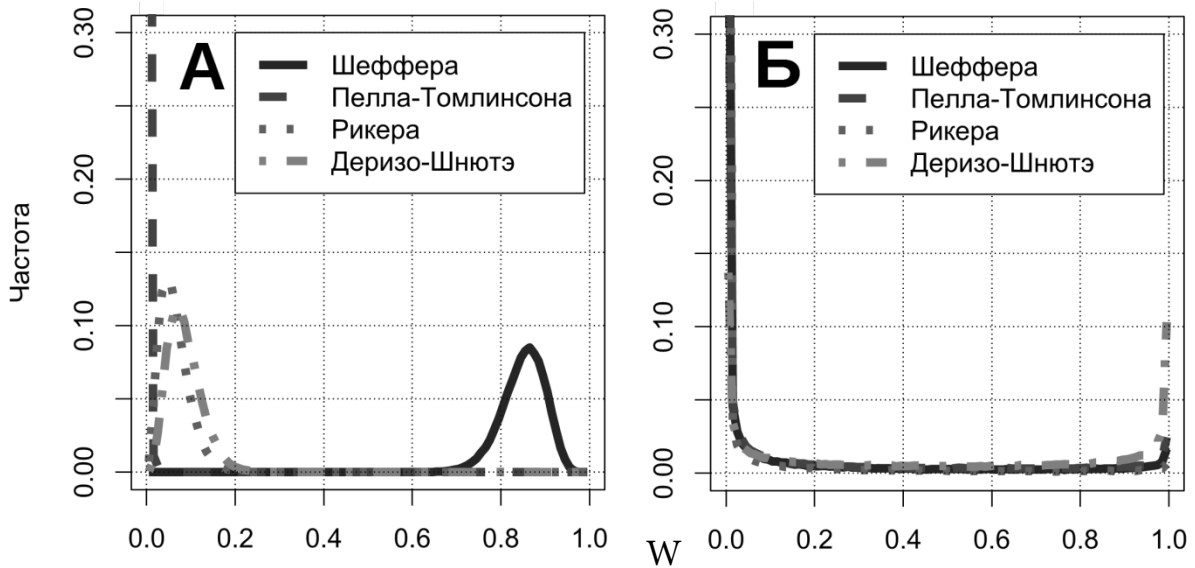 А
Шеффера
Пелла-Томлинсона
Рикера
Деризо-Шнютэ
Частота
0.00
0.10
0.20
0.30
0.0 0.2 0.4 0.6 0.8 1.0
Б
Шеффера
Пелла-Томлинсона
Рикера
Деризо-Шнютэ
0.00
0.10
0.20
0.30
W
0.0 0.2 0.4 0.6 0.8 1.0